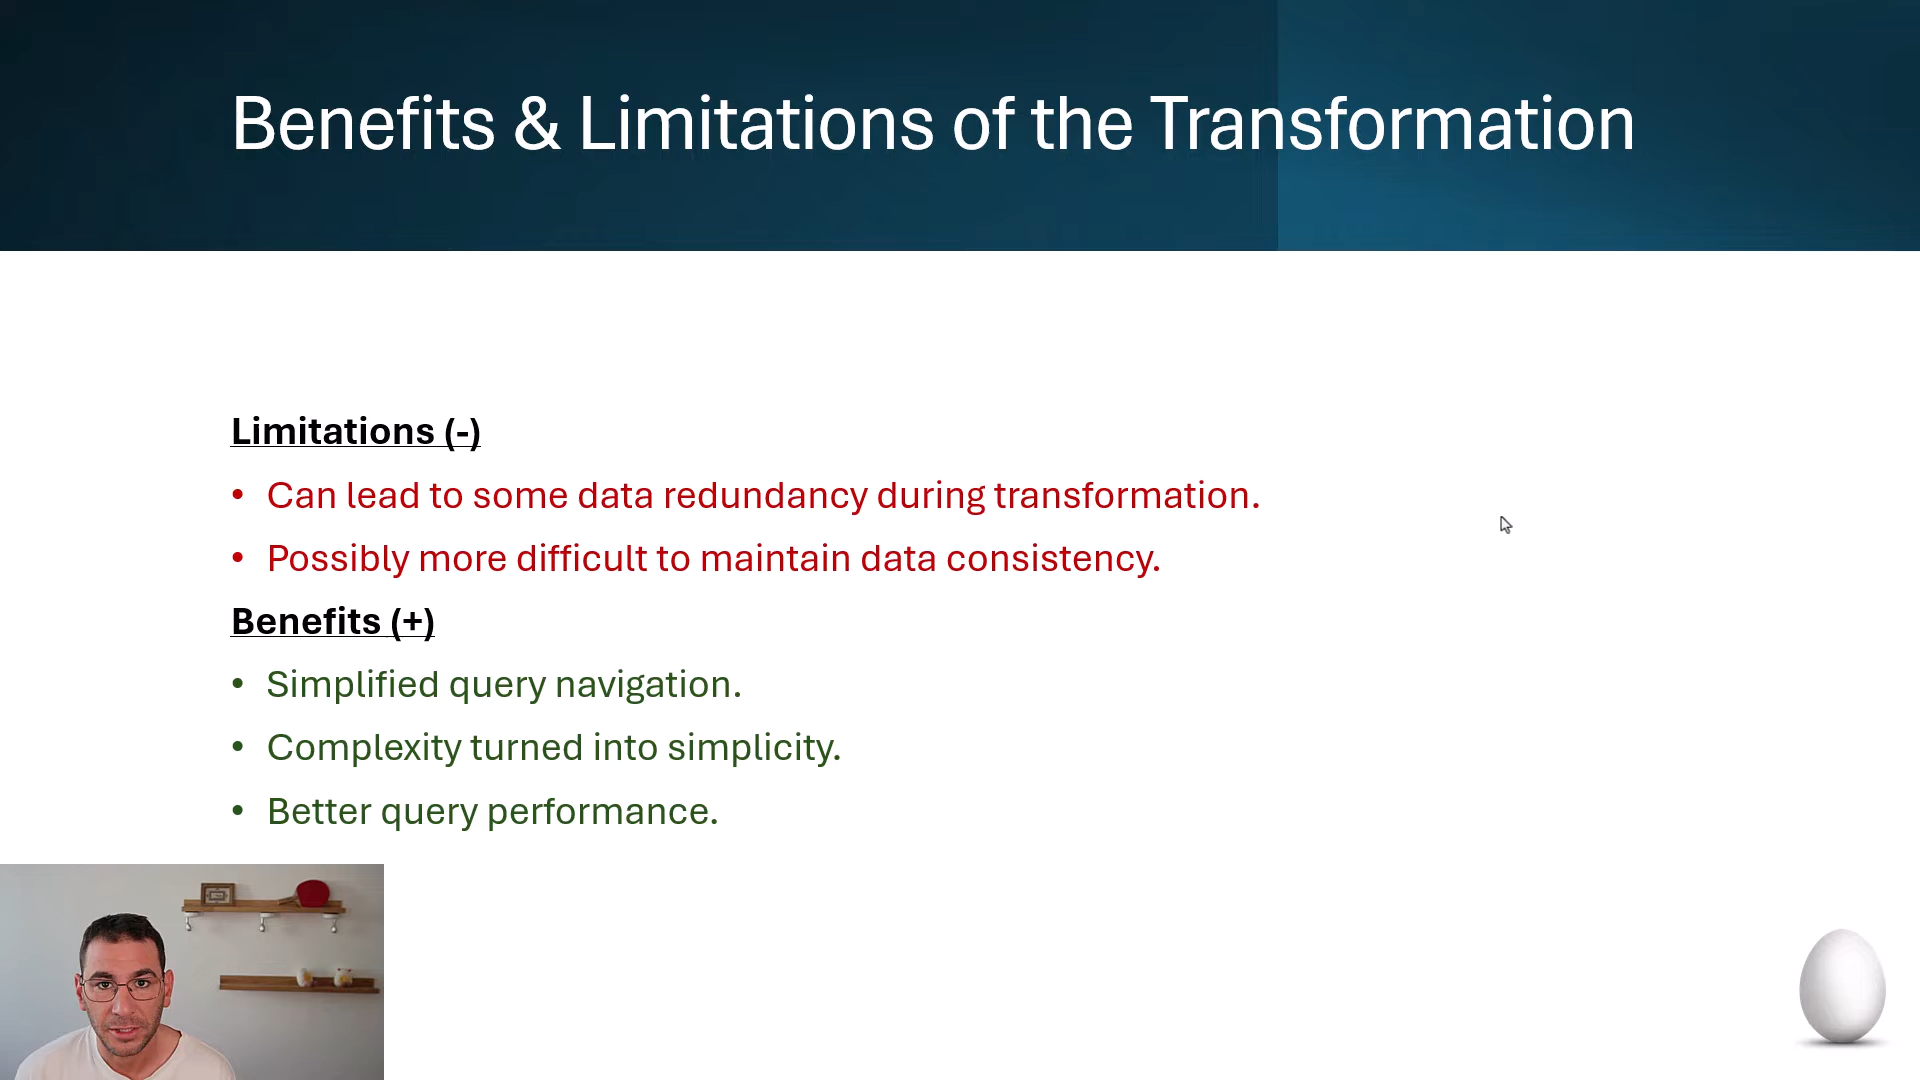 Benefits & Limitations of the Transformation
Limitations (-)
• Can lead to some data redundancy during transformation.
• Possibly more difficult to maintain data consistency.
Benefits (+)
• Simplified query navigation.
• Complexity turned into simplicity.
• Better query performance.